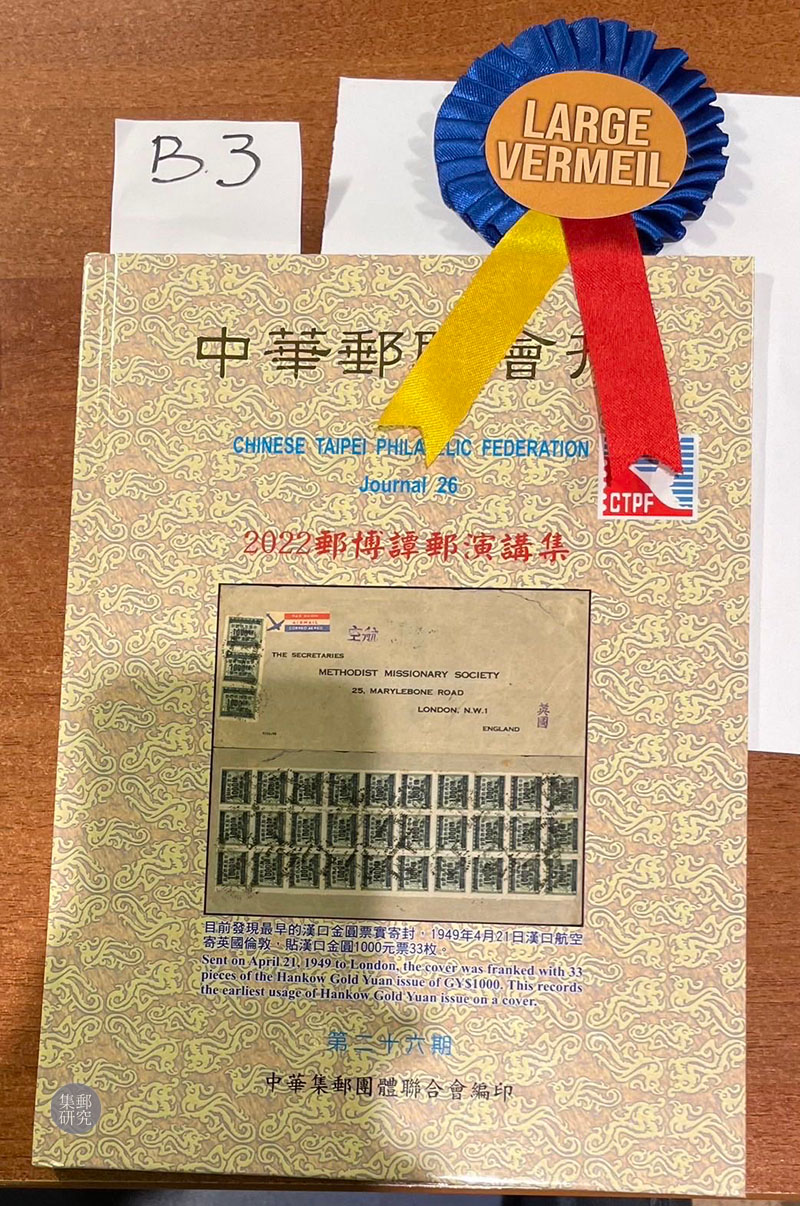 LARGE
VERMEIL
B.3
中華郵 會
CHINESE TAIPEI PHILATELIC FEDERATION
Journal 26
CTPF
2022郵博譚郵演講集
AIRMAIL
CORREO AEREO
航空
THE SECRETARIES
METHODIST MISSIONARY SOCIETY
25, MARYLEBONE ROAD
LONDON, N.W.1
ENGLAND
英國
目前發現最早的漢口金圓票實寄封,1949年4月21日漢口航空
寄英國倫敦,貼漢口金圓1000元票33枚。
Sent on April 21, 1949 to London, the cover was franked with 33
pieces of the Hankow Gold Yuan issue of GY$1000. This records
the earliest usage of Hankow Gold Yuan issue on a cover.
第二十六期
中華集郵團體聯合會編印
集郵
研究